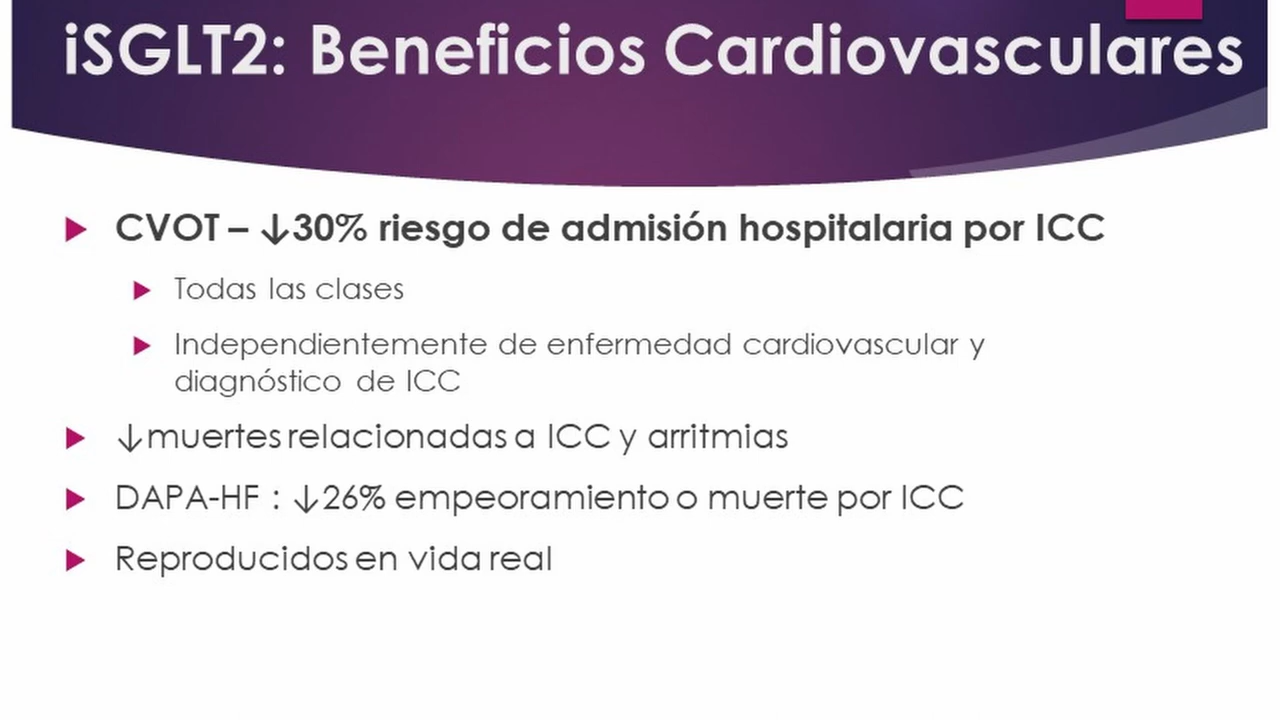 iSGLT2: Beneficios Cardiovasculares
CVOT – ↓30% riesgo de admisión hospitalaria por ICC
Todas las clases
Independientemente de enfermedad cardiovascular y
diagnóstico de ICC
↓muertes relacionadas a ICC y arritmias
DAPA-HF : ↓26% empeoramiento o muerte por ICC
Reproducidos en vida real